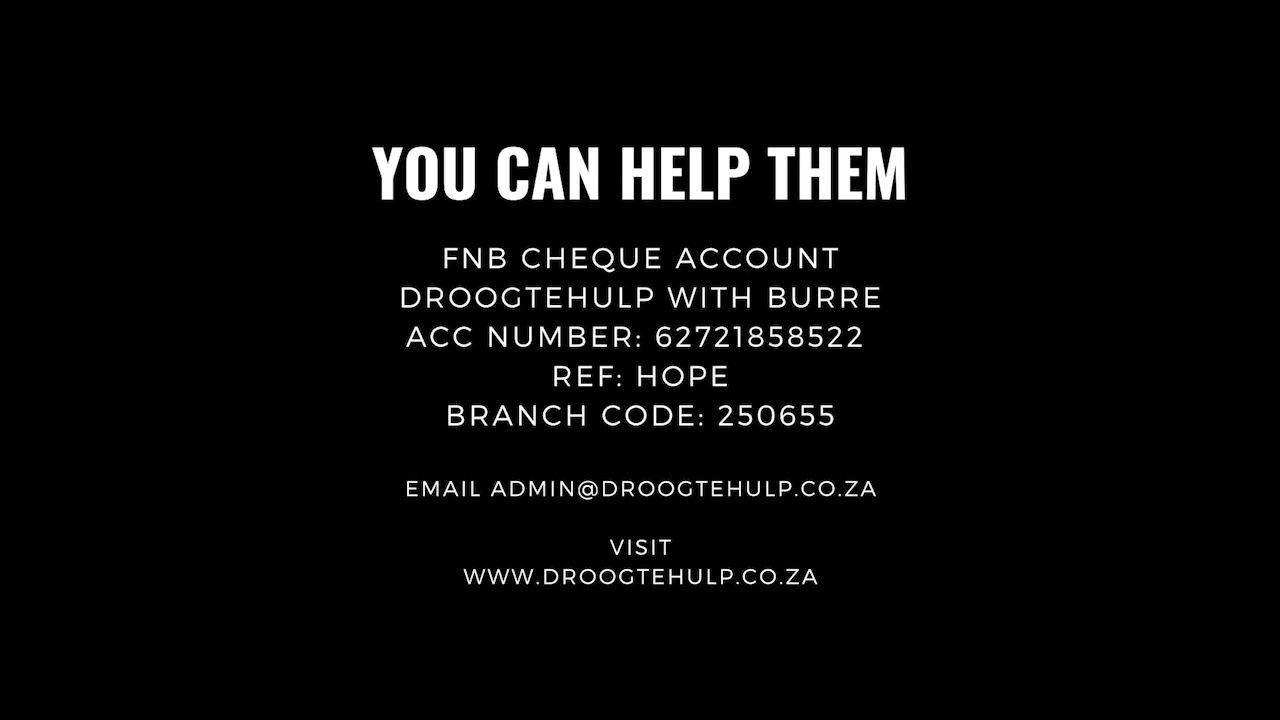 YOU CAN HELP THEM
FNB CHEQUE ACCOUNT
DROOGTEHULP WITH BURRE
ACC NUMBER: 62721858522
REF: HOPE
BRANCH CODE: 250655
EMAIL ADMIN@DROOGTEHULP.CO.ZA
VISIT
WWW.DROOGTEHULP.CO.ZA